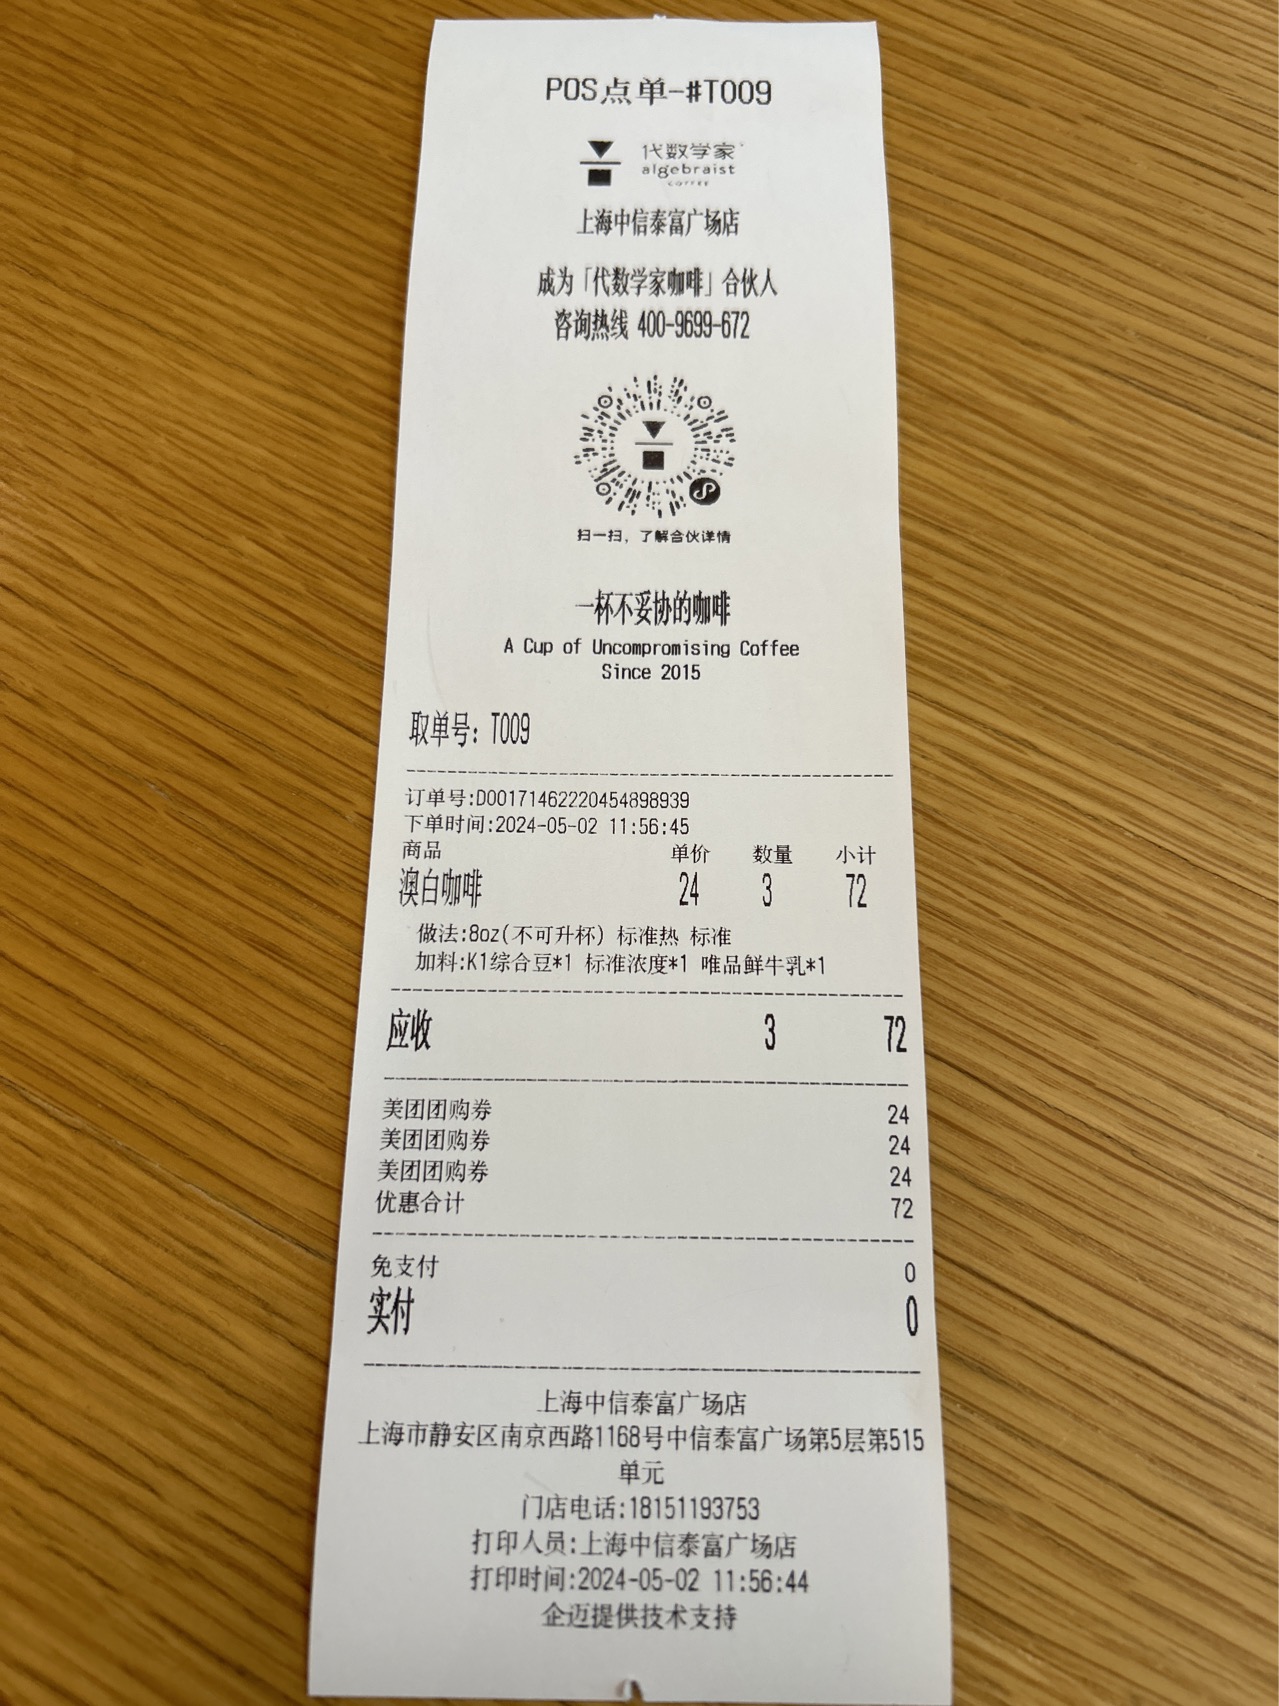 POS点单-#T009
代数学家
algebraist
COFFEE
上海中信泰富广场店
成为「代数学家咖啡」合伙人
咨询热线 400-9699-672
扫一扫，了解合伙详情
一杯不妥协的咖啡
A Cup of Uncompromising Coffee
Since 2015
取单号: T009
订单号:D00171462220454898939
下单时间:2024-05-02 11:56:45
商品 单价 数量 小计
澳白咖啡 24 3 72
做法:8oz(不可升杯) 标准热 标准
加料:K1综合豆*1 标准浓度*1 唯品鲜牛乳*1
应收 3 72
美团团购券 24
美团团购券 24
美团团购券 24
优惠合计 72
免支付 0
实付 0
上海中信泰富广场店
上海市静安区南京西路1168号中信泰富广场第5层第515
单元
门店电话:18151193753
打印人员:上海中信泰富广场店
打印时间:2024-05-02 11:56:44
企迈提供技术支持